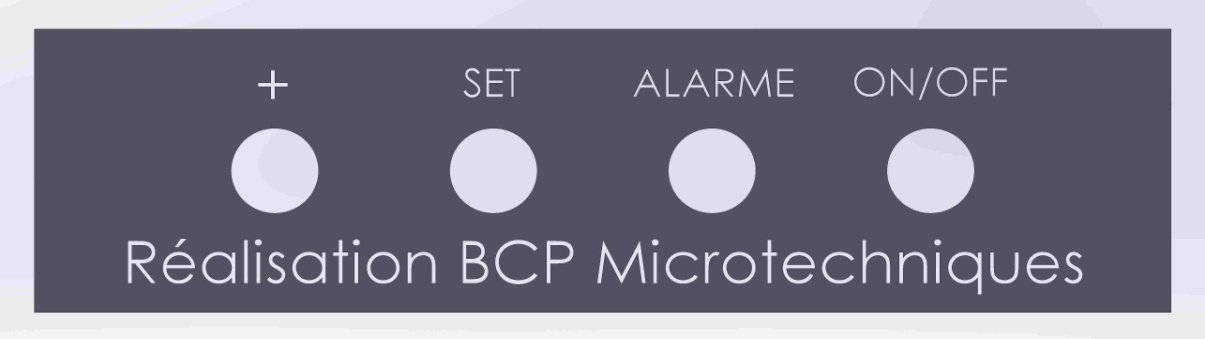 + SET ALARME ON/OFF
Réalisation BCP Microtechniques